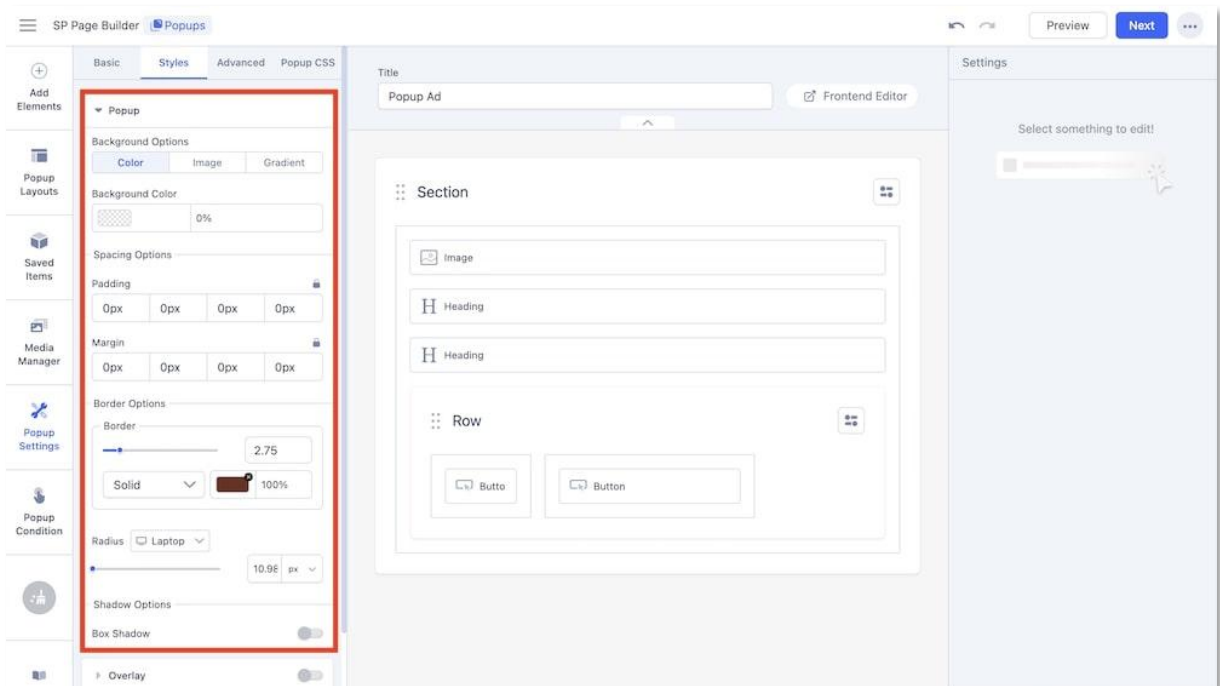 SP Page Builder Popups
Preview Next
Basic Styles Advanced Popup CSS
Settings
Add
Elements
Popup
Layouts
Saved
Items
Media
Manager
Popup
Settings
Popup
Condition
Popup
Background Options
Color Image Gradient
Background Color
0%
Spacing Options
Padding
0px 0px 0px 0px
Margin
0px 0px 0px 0px
Border Options
Border
2.75
Solid 100%
Radius Laptop
10.98 px
Shadow Options
Box Shadow
Overlay
Title
Popup Ad Frontend Editor
Section
Image
H Heading
H Heading
Row
Butto Button
Select something to edit!